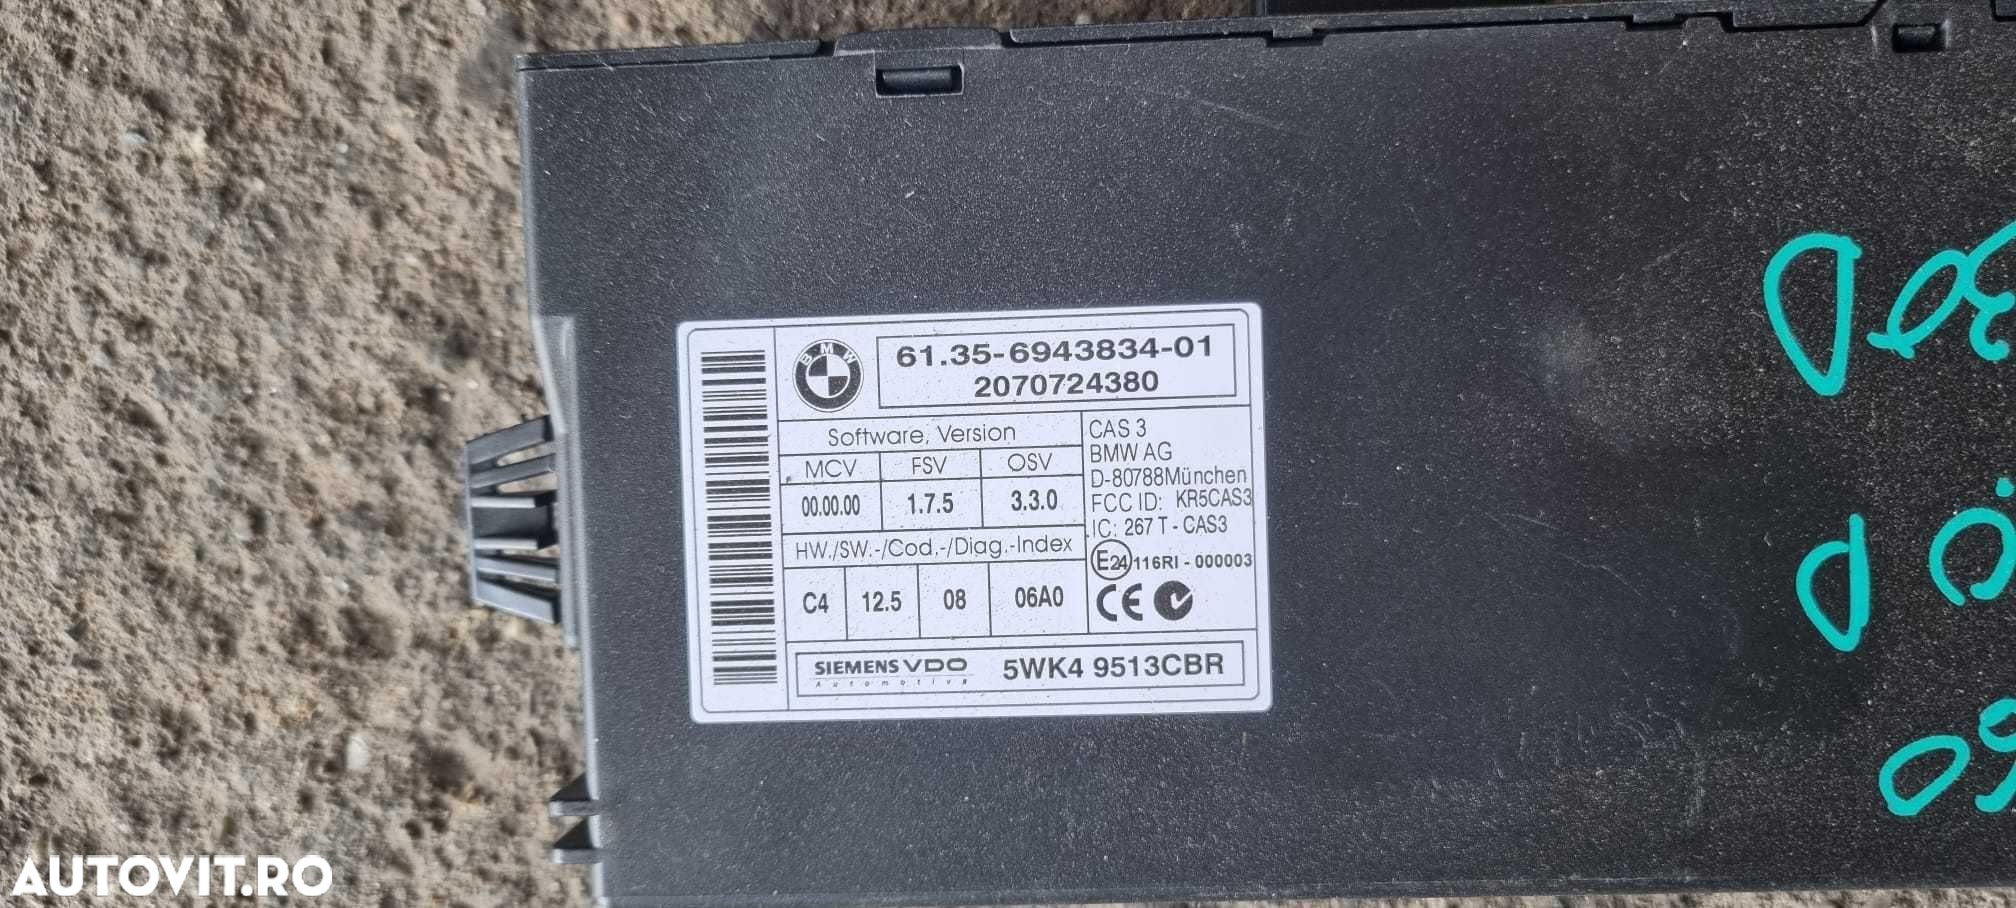 BMW
61.35-6943834-01
2070724380
Software, Version
MCV FSV OSV
00.00.00 1.7.5 3.3.0
HW./SW.-/Cod.-/Diag.-Index
C4 12.5 08 06A0
CAS 3
BMW AG
D-80788München
FCC ID: KR5CAS3
IC: 267 T - CAS3
E24 116RI - 000003
CE
SIEMENS VDO
Automotive
5WK4 9513CBR
30D
60
AUTOVIT.RO